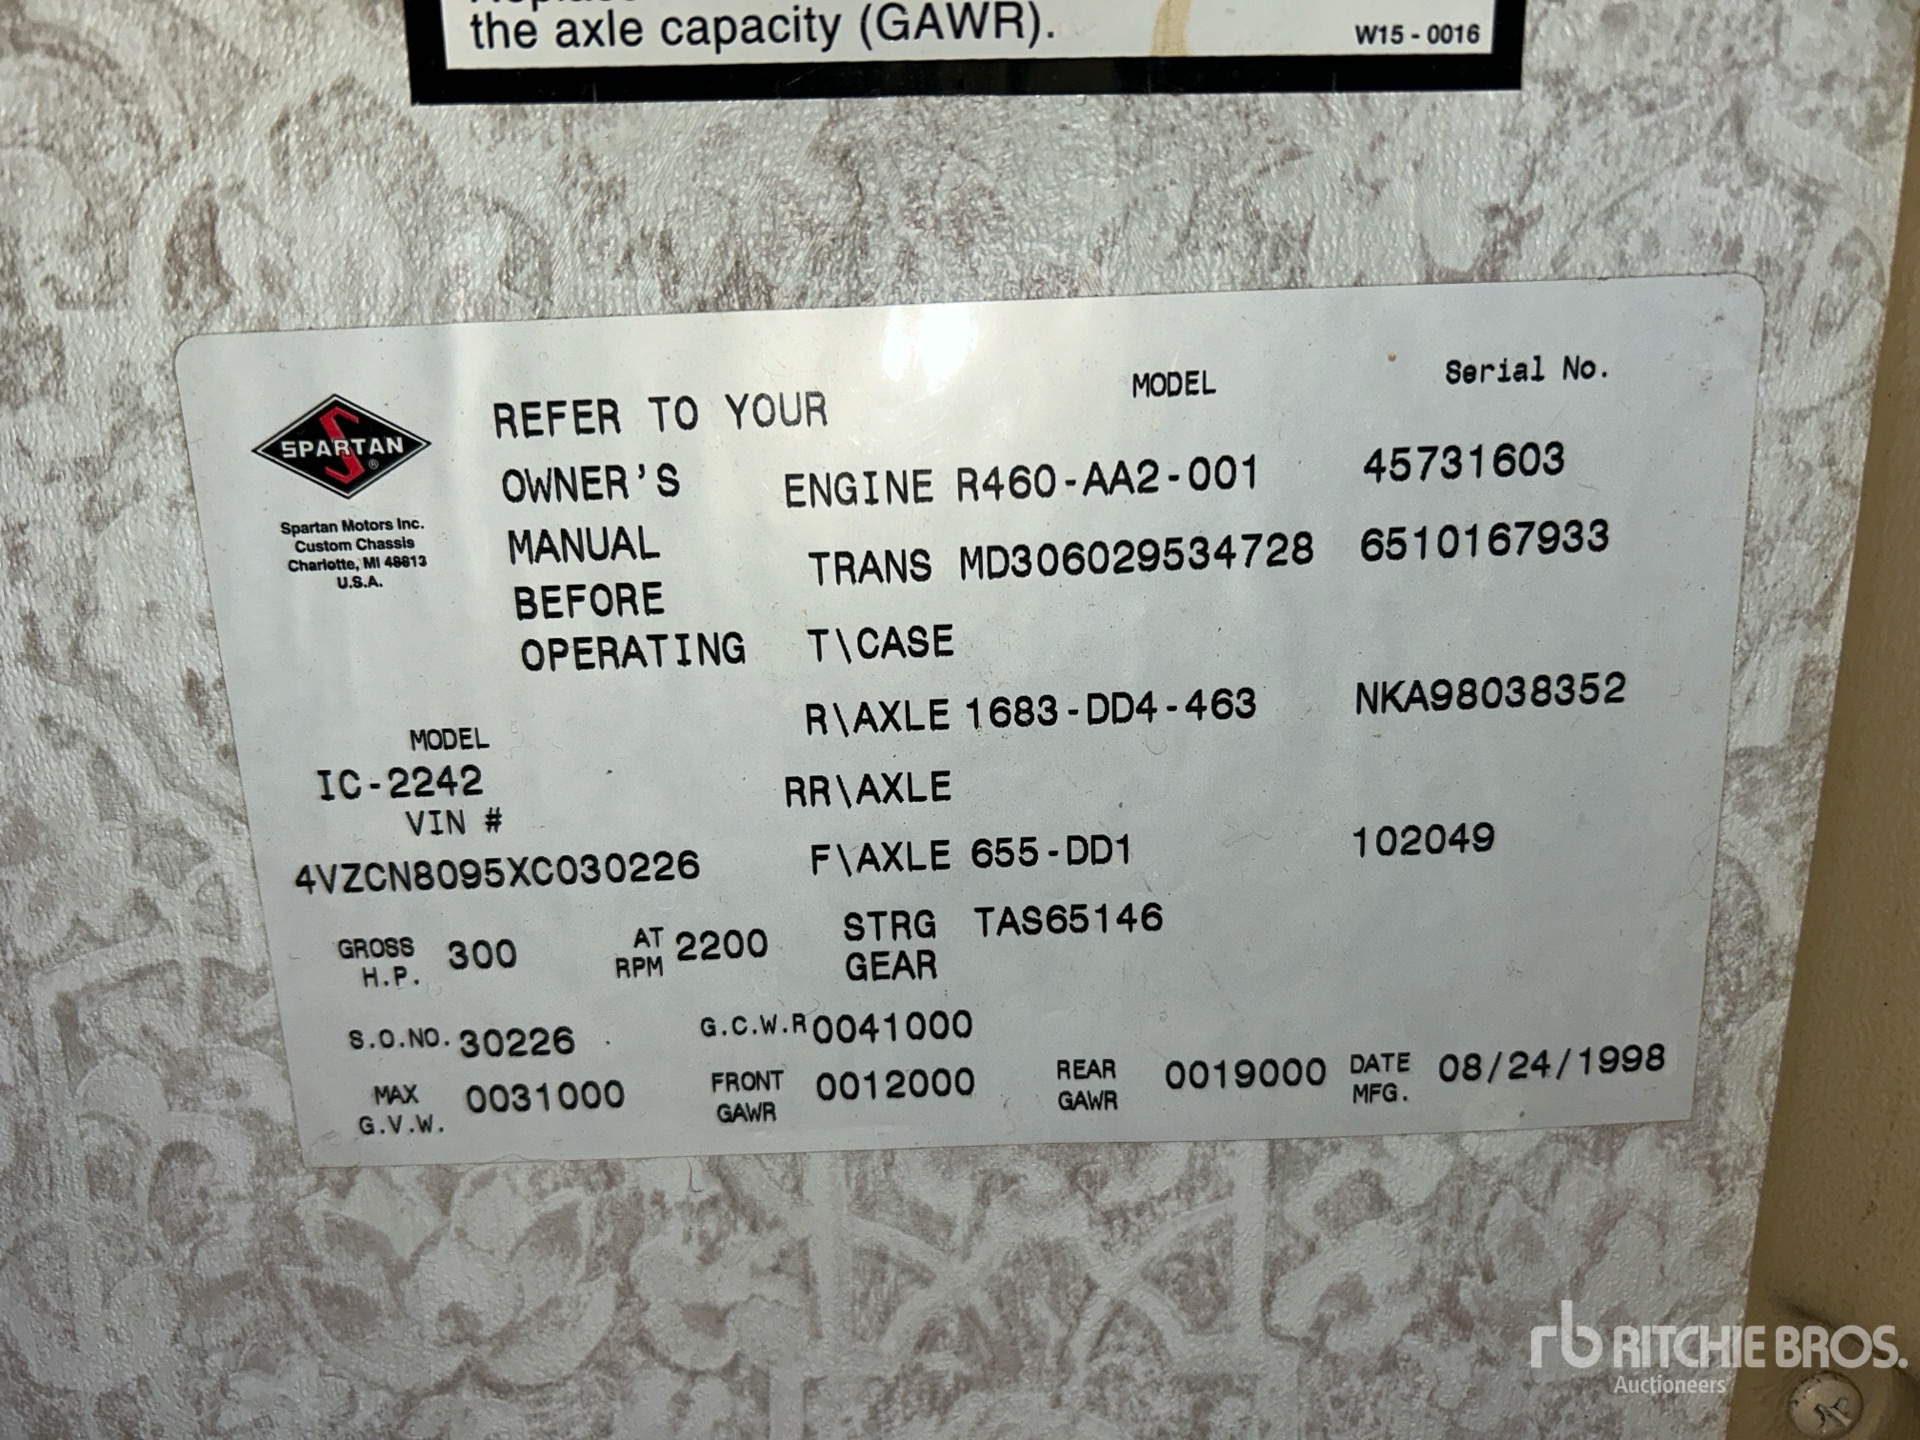 the axle capacity (GAWR).
W15 - 0016
SPARTAN
®
Spartan Motors Inc.
Custom Chassis
Charlotte, MI 48813
U.S.A.
REFER TO YOUR
OWNER'S
MANUAL
BEFORE
OPERATING
MODEL Serial No.
ENGINE R460-AA2-001 45731603
TRANS MD306029534728 6510167933
T\CASE
R\AXLE 1683-DD4-463 NKA98038352
RR\AXLE
F\AXLE 655-DD1 102049
STRG GEAR TAS65146
MODEL
IC-2242
VIN #
4VZCN8095XC030226
GROSS H.P. 300 AT RPM 2200
S.O.NO. 30226 G.C.W.R 0041000
MAX G.V.W. 0031000 FRONT GAWR 0012000 REAR GAWR 0019000 DATE MFG. 08/24/1998
rb RITCHIE BROS.
Auctioneers